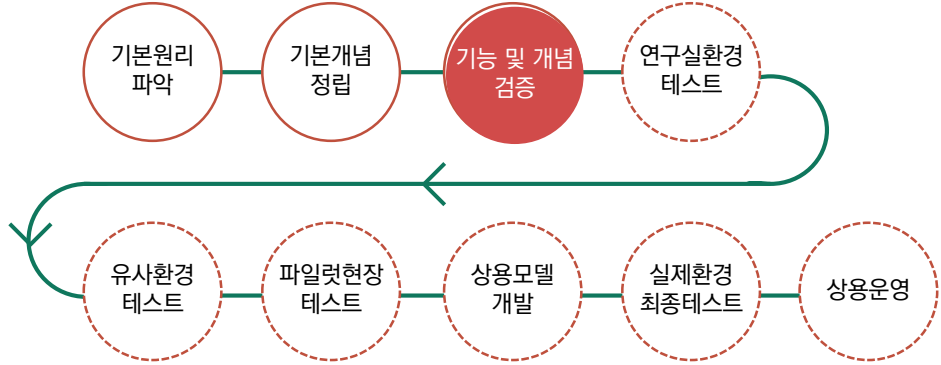 기본원리
파악
기본개념
정립
기능 및 개념
검증
연구실환경
테스트
유사환경
테스트
파일럿현장
테스트
상용모델
개발
실제환경
최종테스트
상용운영